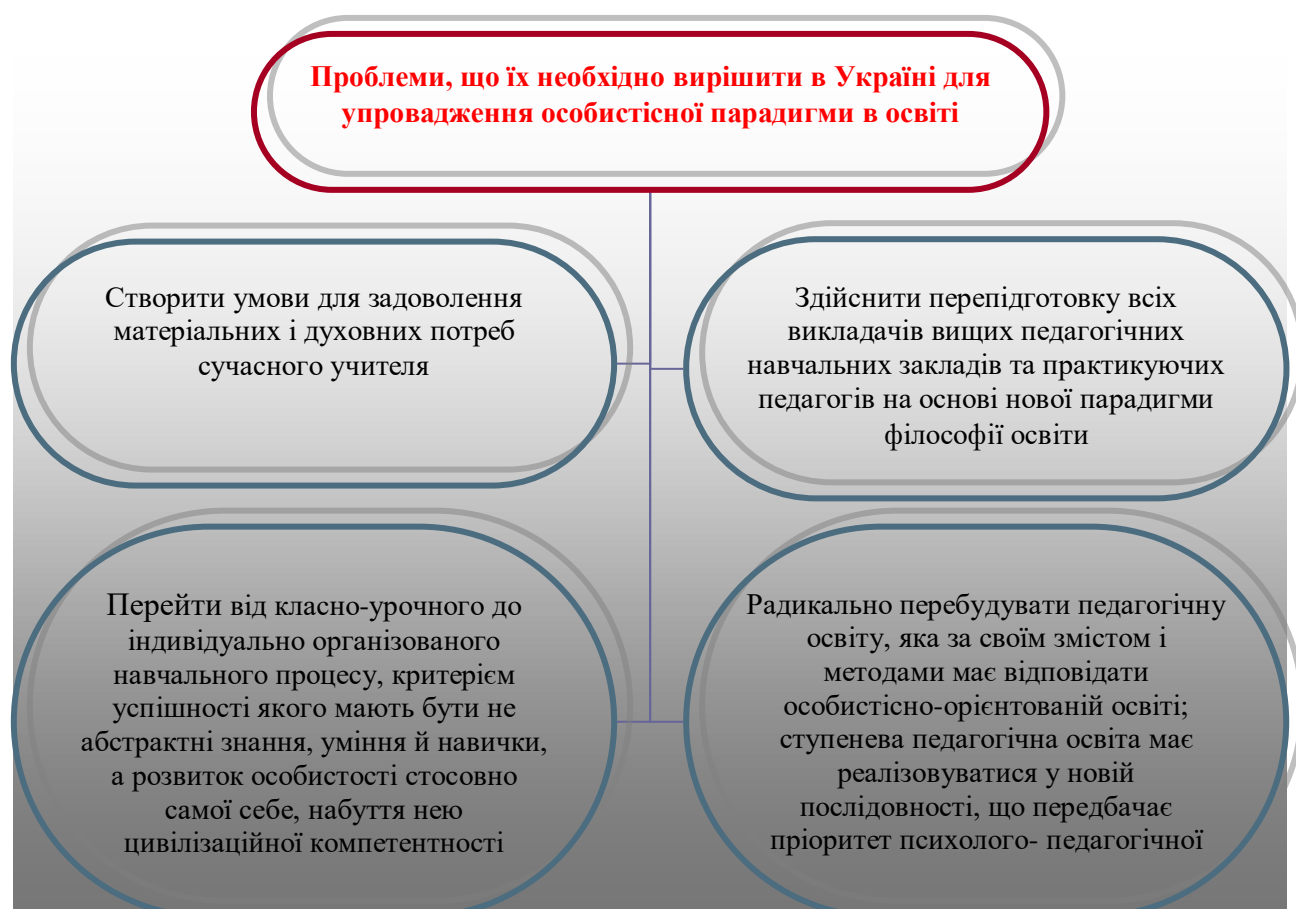 Проблеми, що їх необхідно вирішити в Україні для
упровадження особистісної парадигми в освіті
Створити умови для задоволення
матеріальних і духовних потреб
сучасного учителя
Здійснити перепідготовку всіх
викладачів вищих педагогічних
навчальних закладів та практикуючих
педагогів на основі нової парадигми
філософії освіти
Перейти від класно-урочного до
індивідуально організованого
навчального процесу, критерієм
успішності якого мають бути не
абстрактні знання, уміння й навички,
а розвиток особистості стосовно
самої себе, набуття нею
цивілізаційної компетентності
Радикально перебудувати педагогічну
освіту, яка за своїм змістом і
методами має відповідати
особистісно-орієнтованій освіті;
ступенева педагогічна освіта має
реалізовуватися у новій
послідовності, що передбачає
пріоритет психолого- педагогічної